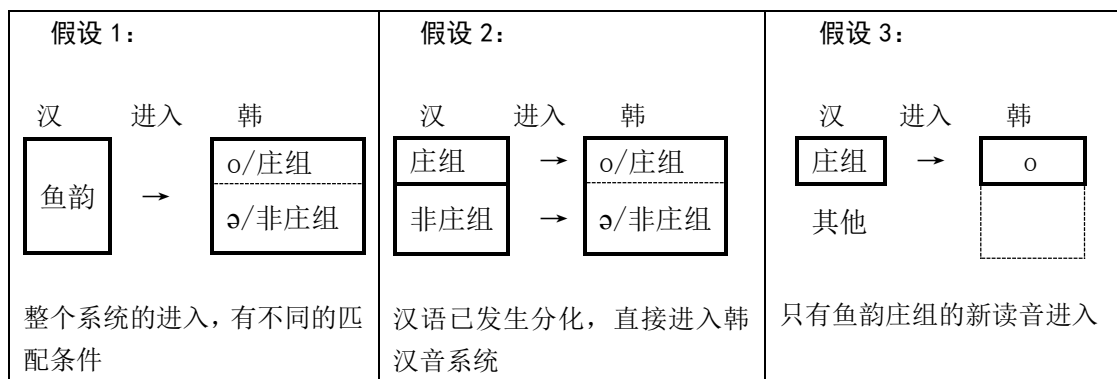 假设 1：
汉 进入 韩
鱼韵 → o/庄组
ə/非庄组
整个系统的进入，有不同的匹
配条件
假设 2：
汉 进入 韩
庄组 → o/庄组
非庄组 → ə/非庄组
汉语已发生分化，直接进入韩
汉音系统
假设 3：
汉 进入 韩
庄组 → o
其他
只有鱼韵庄组的新读音进入